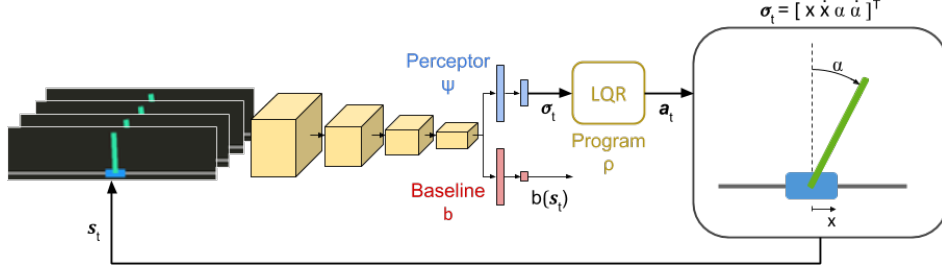 σₜ = [ x ẋ α α̇ ]ᵀ
Perceptor
ψ
σₜ
LQR
aₜ
Program
ρ
Baseline
b
b(sₜ)
sₜ
α
x